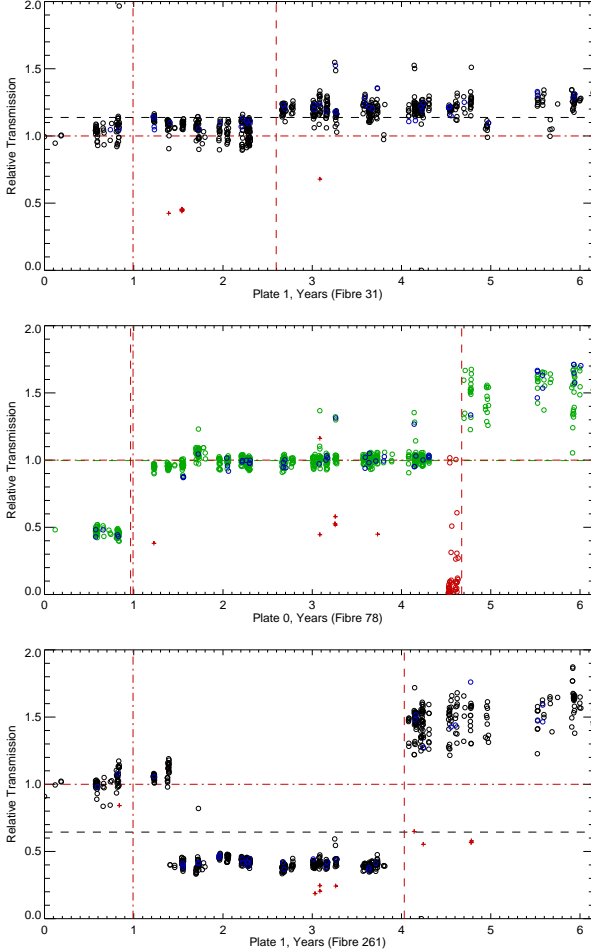 2.0
1.5
1.0
0.5
0.0
Relative Transmission
0 1 2 3 4 5 6
Plate 1, Years (Fibre 31)
2.0
1.5
1.0
0.5
0.0
Relative Transmission
0 1 2 3 4 5 6
Plate 0, Years (Fibre 78)
2.0
1.5
1.0
0.5
0.0
Relative Transmission
0 1 2 3 4 5 6
Plate 1, Years (Fibre 261)